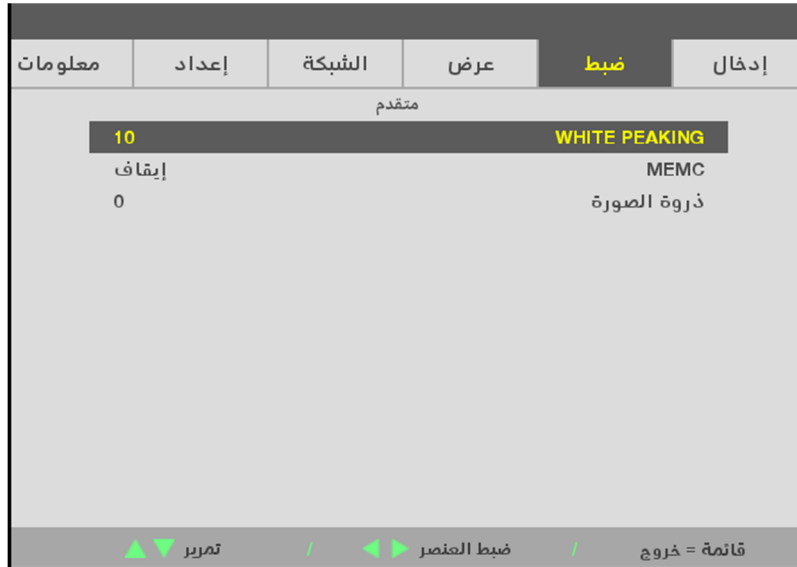 إدخال ضبط عرض الشبكة إعداد معلومات
متقدم
WHITE PEAKING 10
MEMC إيقاف
ذروة الصورة 0
قائمة = خروج / ضبط العنصر ▶ ◀ / تمرير ▼ ▲